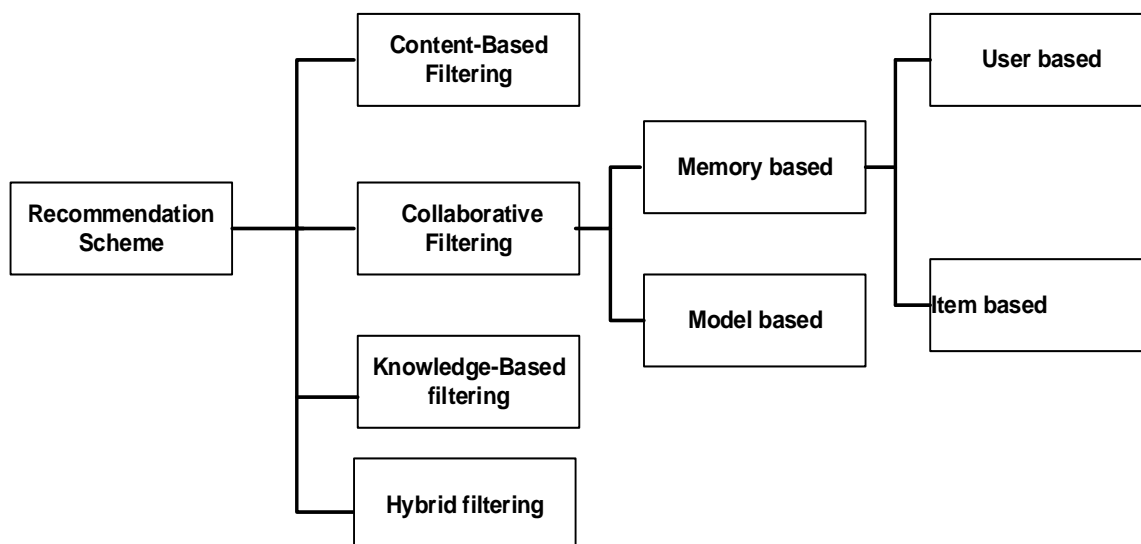 Content-Based
Filtering
User based
Memory based
Recommendation
Scheme
Collaborative
Filtering
Item based
Model based
Knowledge-Based
filtering
Hybrid filtering